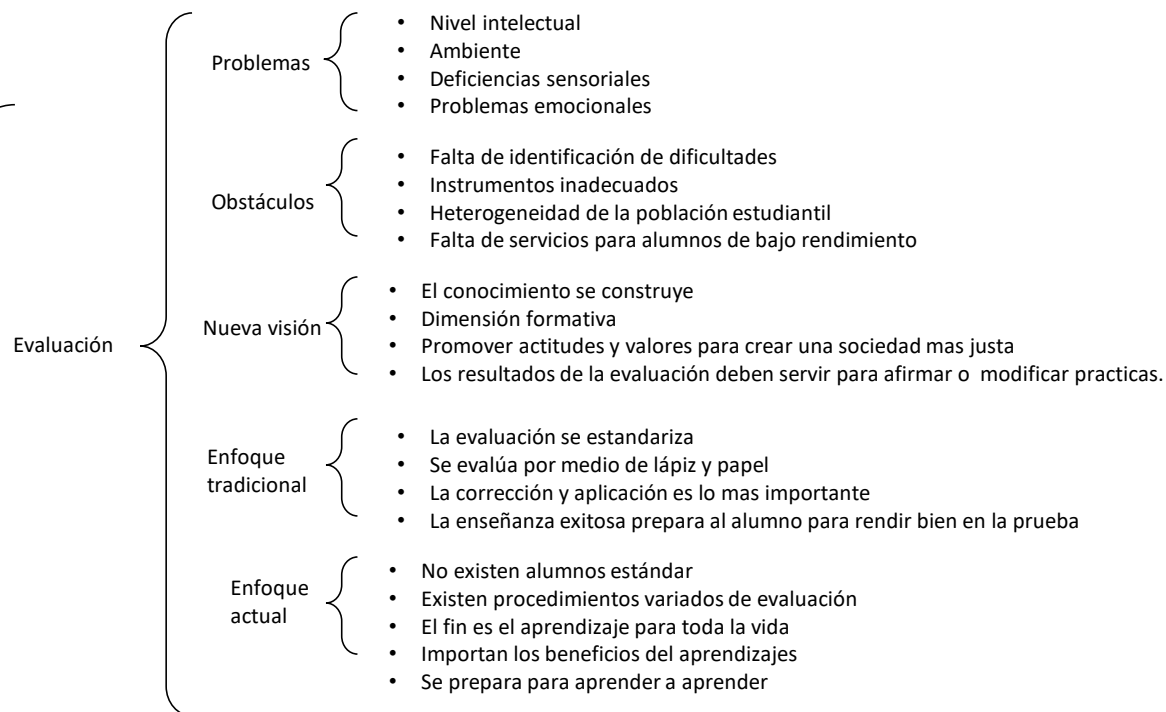 Evaluación
Problemas
• Nivel intelectual
• Ambiente
• Deficiencias sensoriales
• Problemas emocionales
Obstáculos
• Falta de identificación de dificultades
• Instrumentos inadecuados
• Heterogeneidad de la población estudiantil
• Falta de servicios para alumnos de bajo rendimiento
Nueva visión
• El conocimiento se construye
• Dimensión formativa
• Promover actitudes y valores para crear una sociedad mas justa
• Los resultados de la evaluación deben servir para afirmar o modificar practicas.
Enfoque
tradicional
• La evaluación se estandariza
• Se evalúa por medio de lápiz y papel
• La corrección y aplicación es lo mas importante
• La enseñanza exitosa prepara al alumno para rendir bien en la prueba
Enfoque
actual
• No existen alumnos estándar
• Existen procedimientos variados de evaluación
• El fin es el aprendizaje para toda la vida
• Importan los beneficios del aprendizajes
• Se prepara para aprender a aprender